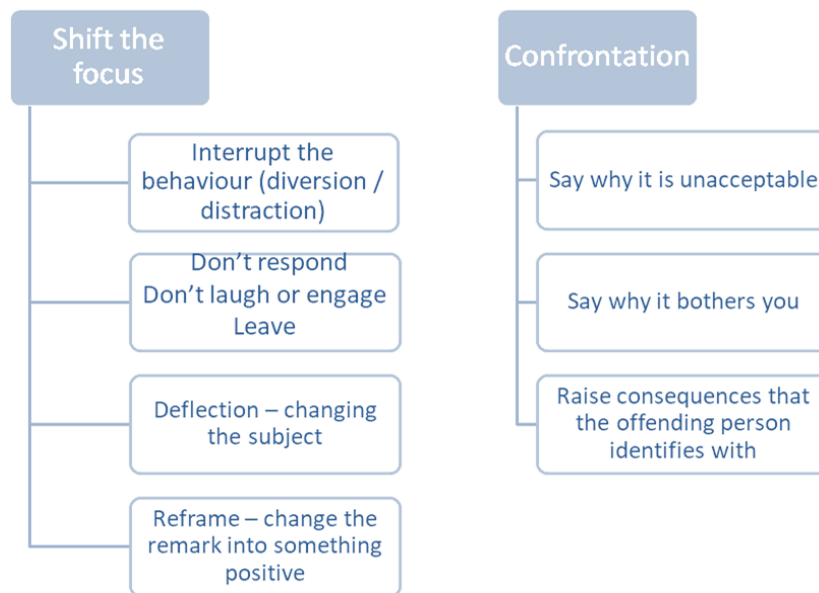 Shift the
focus
Interrupt the
behaviour (diversion /
distraction)
Don't respond
Don't laugh or engage
Leave
Deflection – changing
the subject
Reframe – change the
remark into something
positive
Confrontation
Say why it is unacceptable
Say why it bothers you
Raise consequences that
the offending person
identifies with